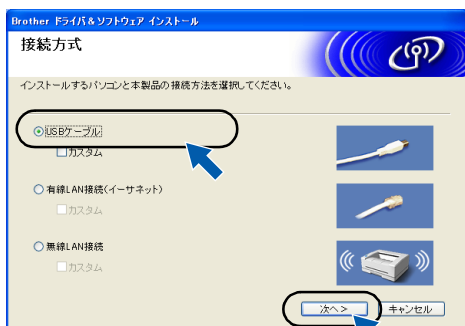 Brother ドライバ&ソフトウェア インストール
接続方式
インストールするパソコンと本製品の接続方法を選択してください。
USBケーブル
カスタム
有線LAN接続(イーサネット)
カスタム
無線LAN接続
カスタム
次へ >
キャンセル